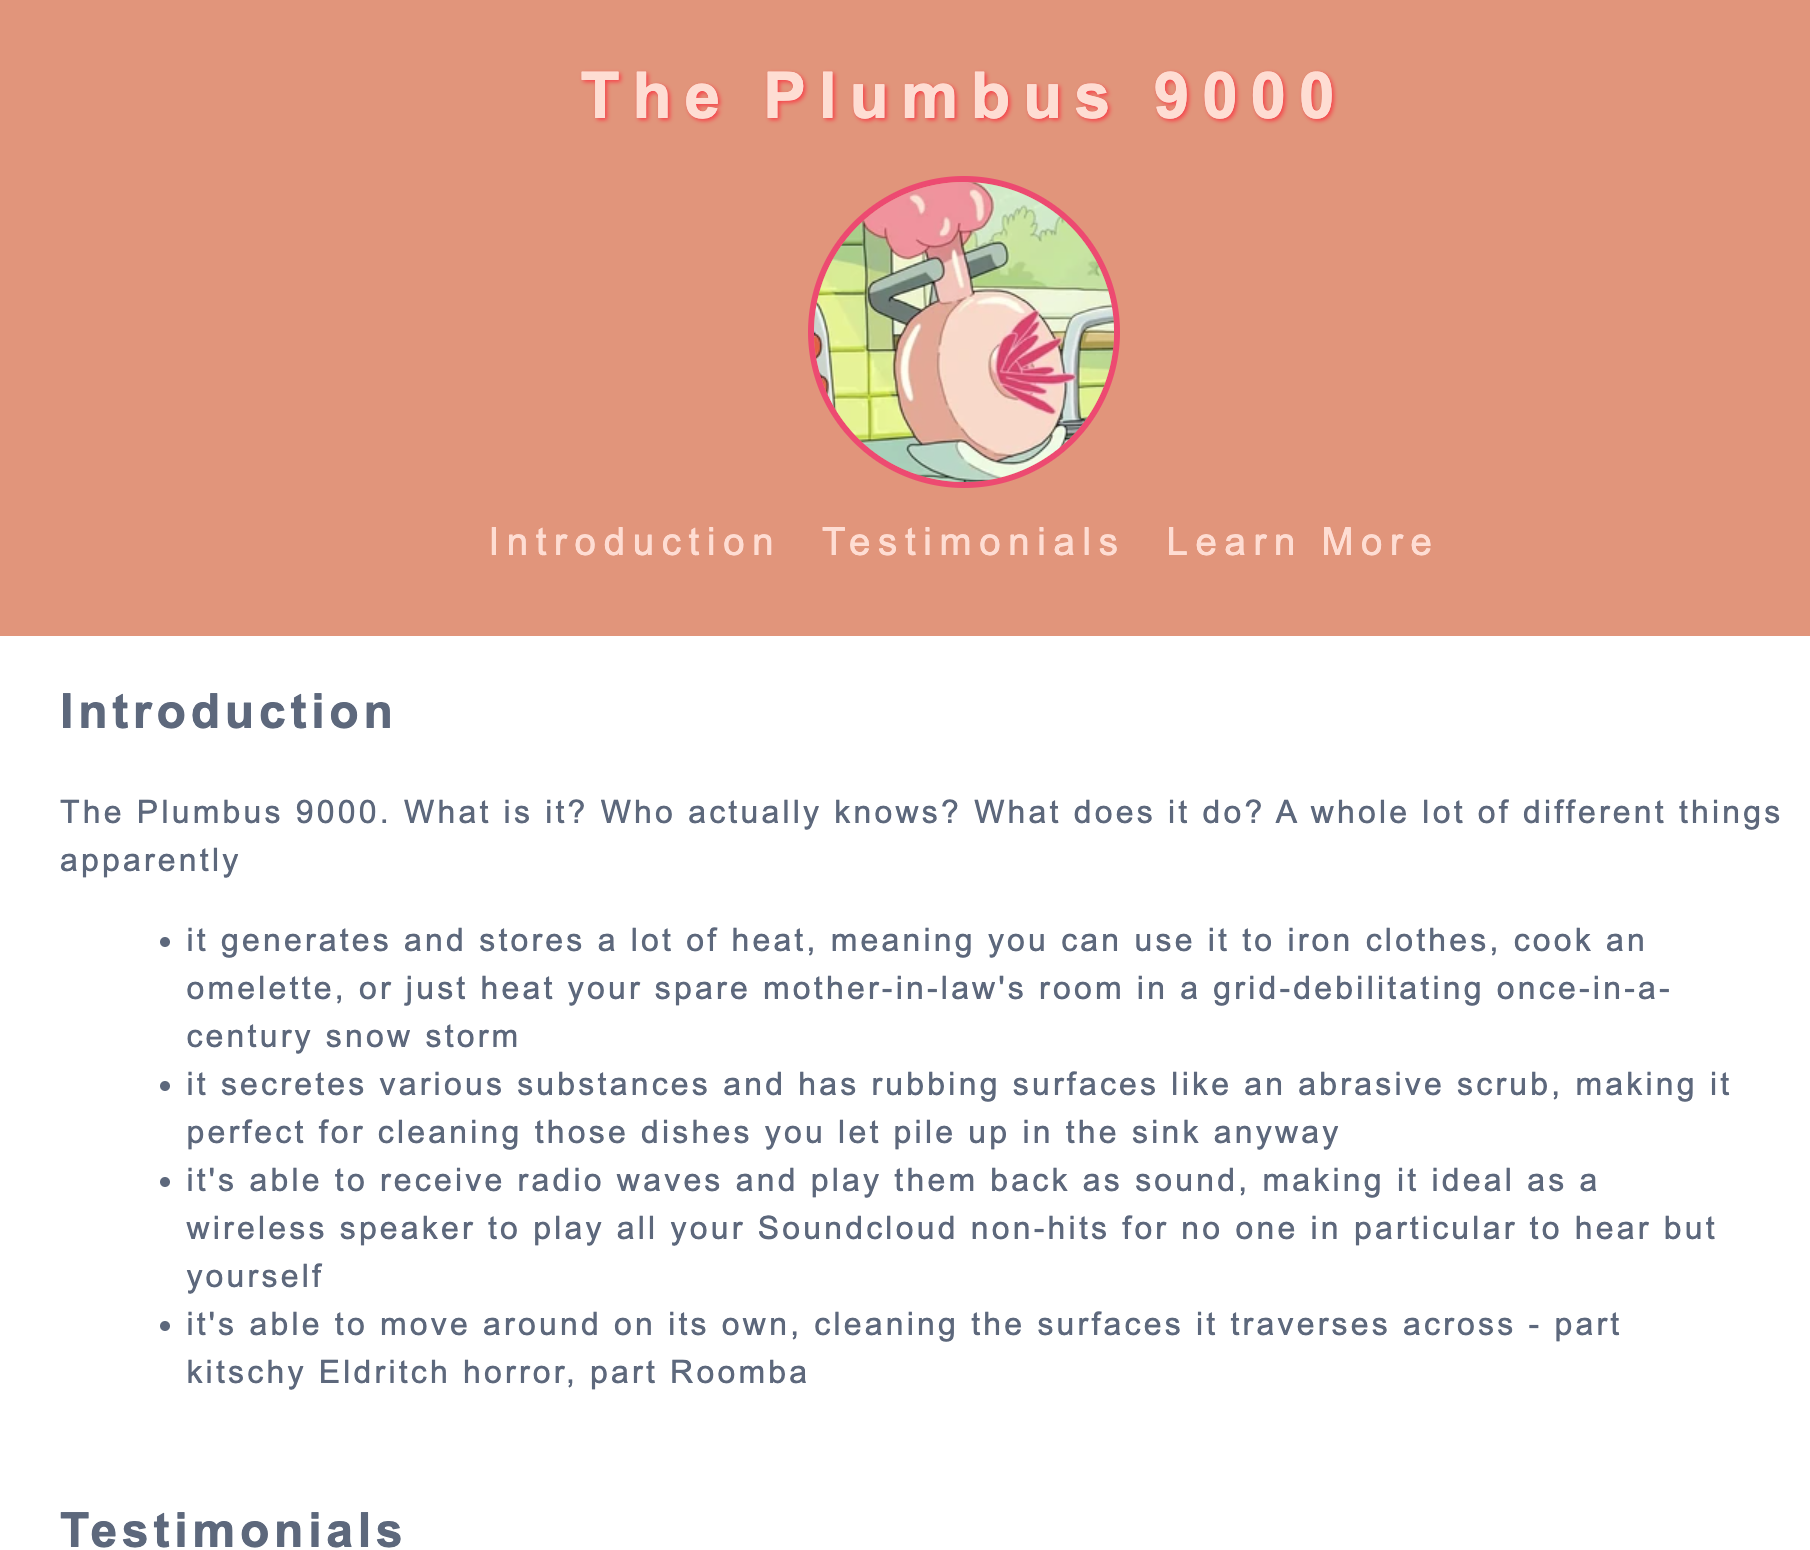 The Plumbus 9000
Introduction Testimonials Learn More
Introduction
The Plumbus 9000. What is it? Who actually knows? What does it do? A whole lot of different things
apparently
it generates and stores a lot of heat, meaning you can use it to iron clothes, cook an
omelette, or just heat your spare mother-in-law's room in a grid-debilitating once-in-a-
century snow storm
it secretes various substances and has rubbing surfaces like an abrasive scrub, making it
perfect for cleaning those dishes you let pile up in the sink anyway
it's able to receive radio waves and play them back as sound, making it ideal as a
wireless speaker to play all your Soundcloud non-hits for no one in particular to hear but
yourself
it's able to move around on its own, cleaning the surfaces it traverses across - part
kitschy Eldritch horror, part Roomba
Testimonials